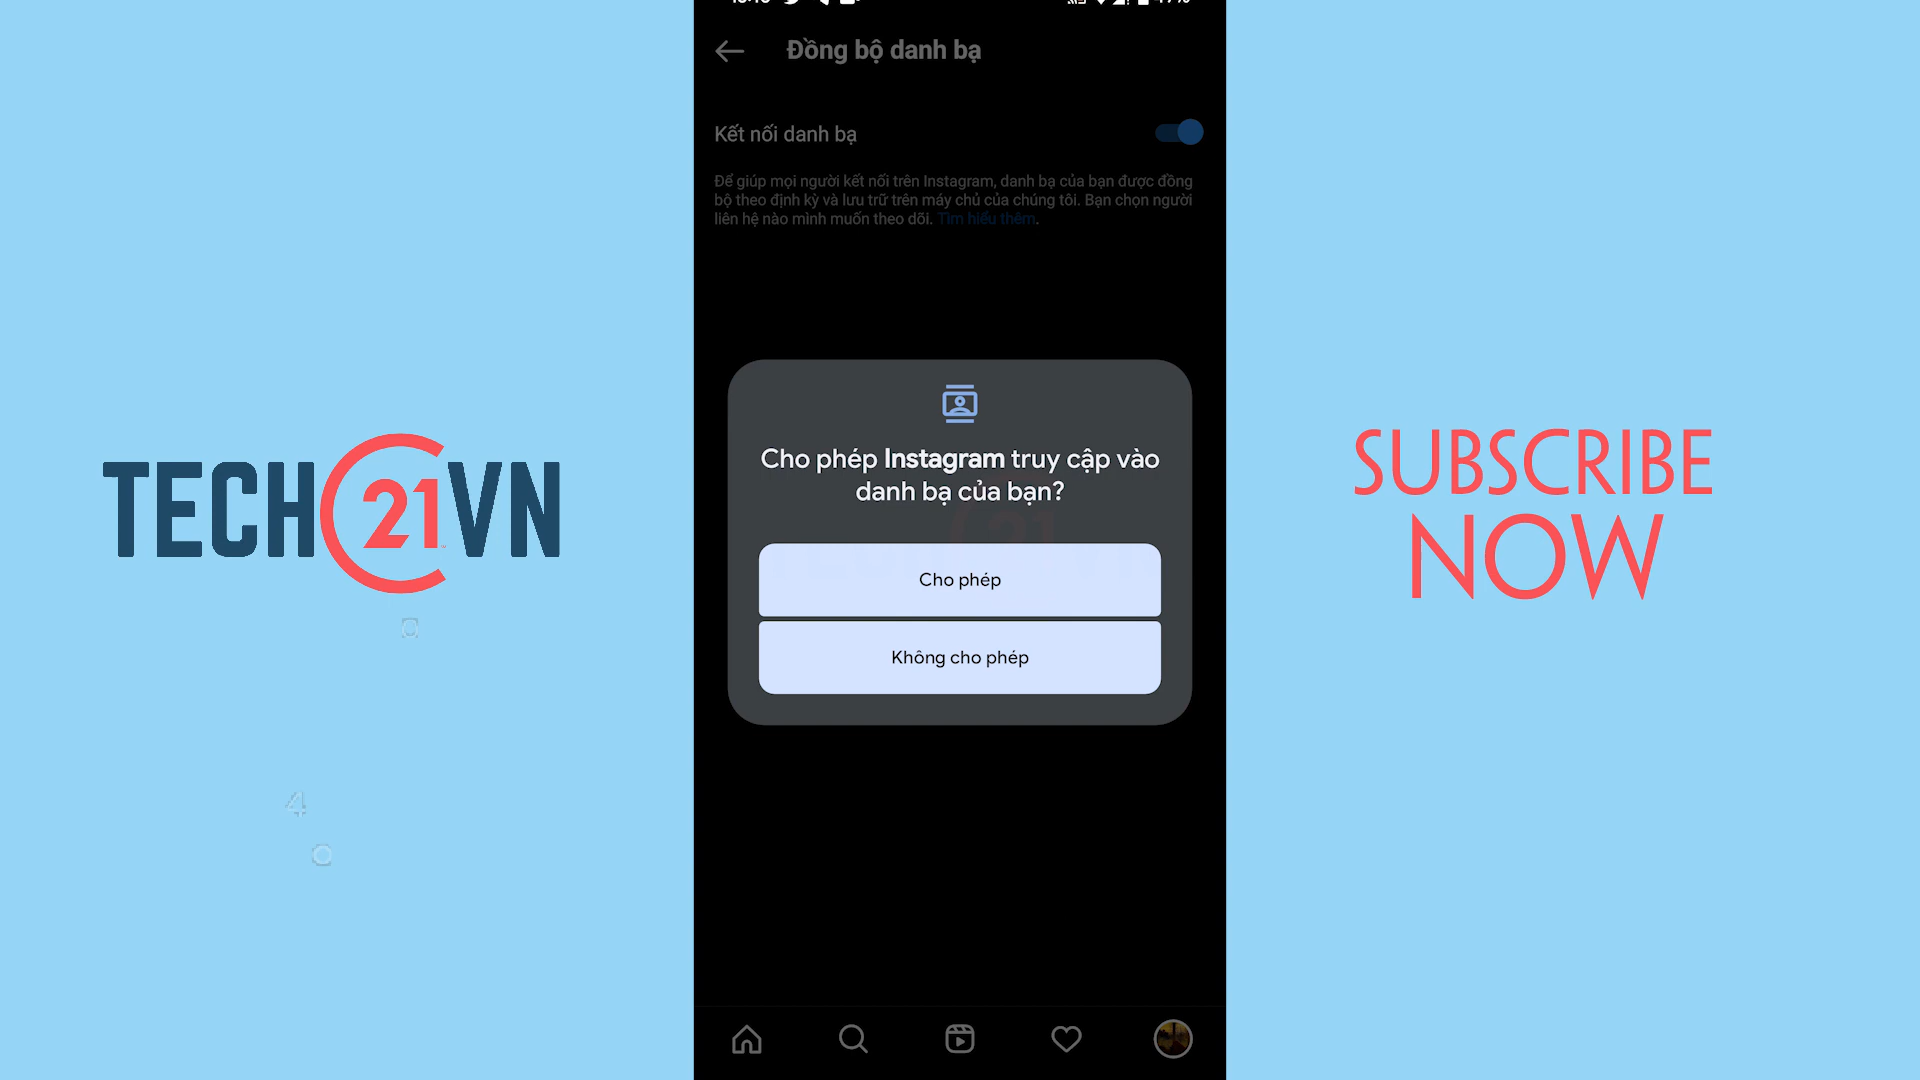 Đồng bộ danh bạ
Kết nối danh bạ
Để giúp mọi người kết nối trên Instagram, danh bạ của bạn được đồng
bộ theo định kỳ và lưu trữ trên máy chủ của chúng tôi. Bạn chọn người
liên hệ nào mình muốn theo dõi. Tìm hiểu thêm.
Cho phép Instagram truy cập vào
danh bạ của bạn?
Cho phép
Không cho phép
TECH21VN
SUBSCRIBE
NOW